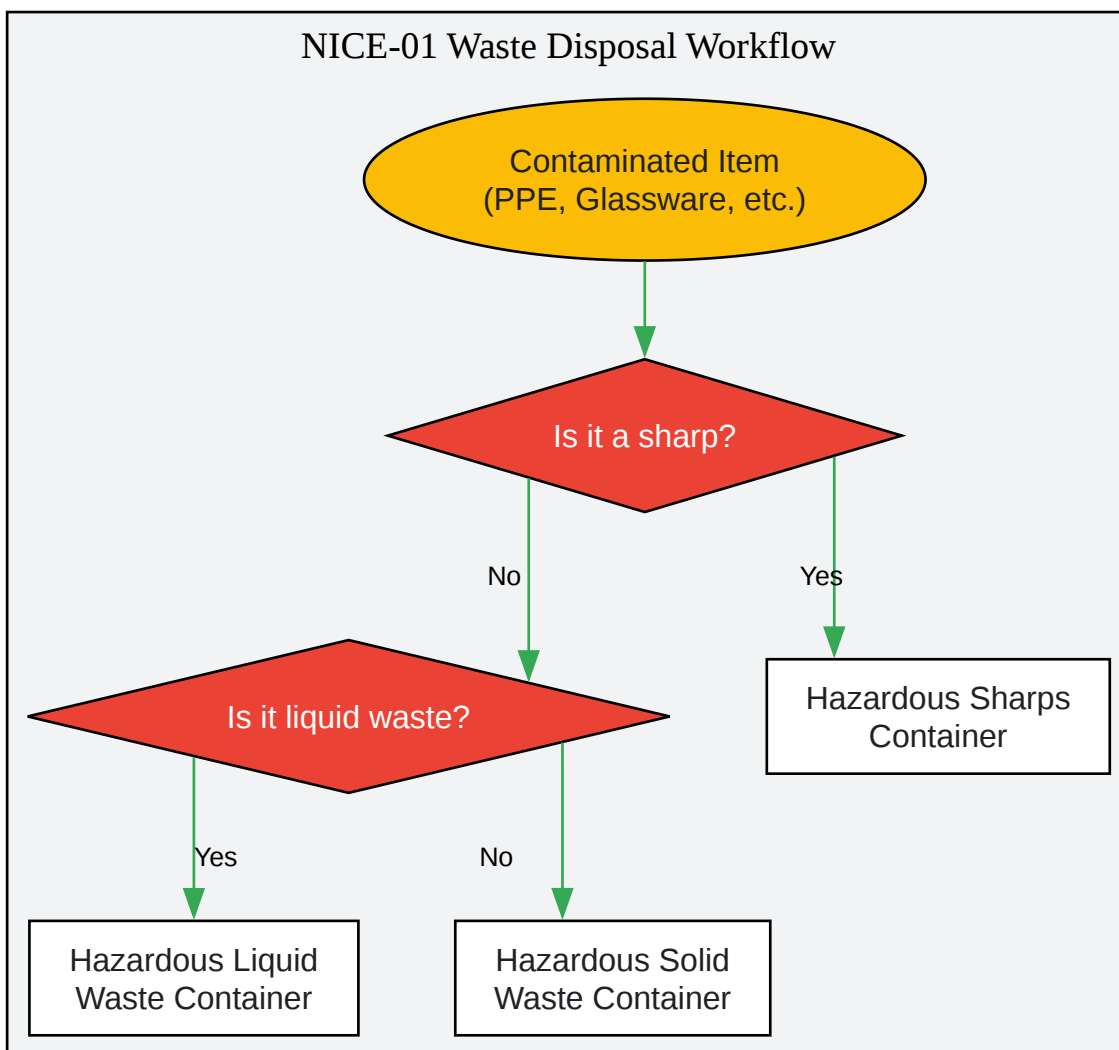 NICE-01 Waste Disposal Workflow
Contaminated Item
(PPE, Glassware, etc.)
Is it a sharp?
No
Yes
Is it liquid waste?
Hazardous Sharps
Container
Yes
No
Hazardous Liquid
Waste Container
Hazardous Solid
Waste Container